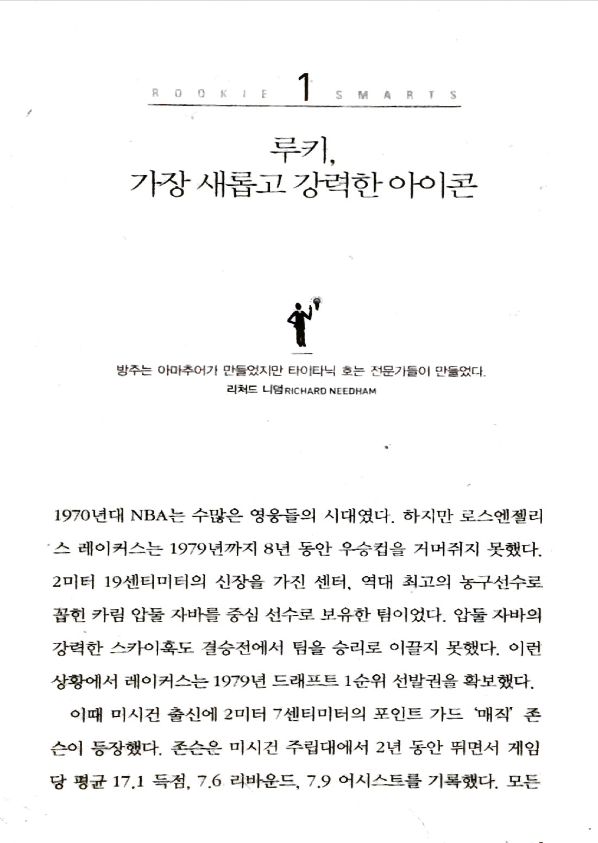 ROOKIE 1 SMARTS
루키,
가장 새롭고 강력한 아이콘
방주는 아마추어가 만들었지만 타이타닉 호는 전문가들이 만들었다.
리처드 니덤RICHARD NEEDHAM
1970년대 NBA는 수많은 영웅들의 시대였다. 하지만 로스엔젤리
스 레이커스는 1979년까지 8년 동안 우승컵을 거머쥐지 못했다.
2미터 19센티미터의 신장을 가진 센터, 역대 최고의 농구선수로
꼽힌 카림 압둘 자바를 중심 선수로 보유한 팀이었다. 압둘 자바의
강력한 스카이훅도 결승전에서 팀을 승리로 이끌지 못했다. 이런
상황에서 레이커스는 1979년 드래프트 1순위 선발권을 확보했다.
이때 미시건 출신에 2미터 7센티미터의 포인트 가드 ‘매직’ 존
슨이 등장했다. 존슨은 미시건 주립대에서 2년 동안 뛰면서 게임
당 평균 17.1 득점, 7.6 리바운드, 7.9 어시스트를 기록했다. 모든